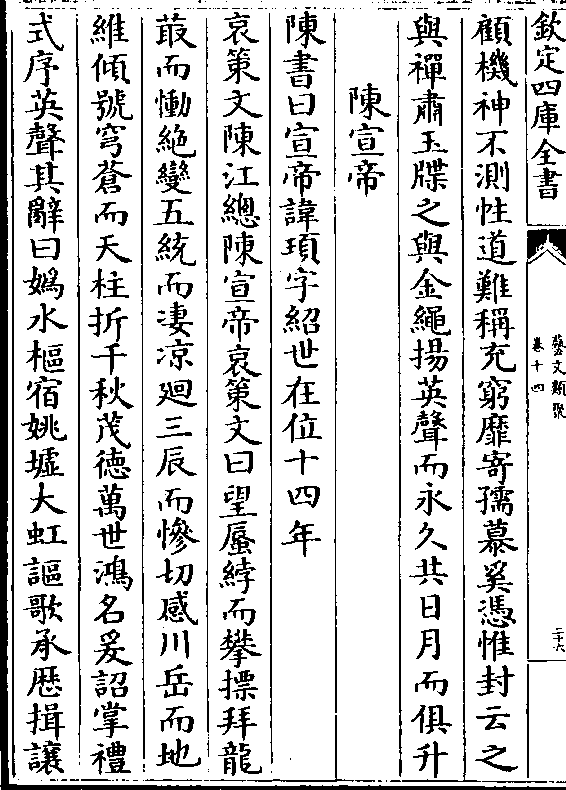 欽定四庫全書
藝文類聚
卷十四
二十六
顧機神不測性道難稱充窮靡寄孺慕奚憑惟封云之
與禪肅玉牒之與金繩揚英聲而永久共日月而俱升
陳宣帝
陳書曰宣帝諱頊字紹世在位十四年
哀策文陳江總陳宣帝哀策文曰望蜃綍而攀摽拜龍
菆而慟絶變五統而凄凉廻三辰而慘切感川岳而地
維傾號穹蒼而天柱折千秋茂德萬世鴻名爰詔掌禮
式序英聲其辭曰媯水樞宿姚墟大虹謳歌承歴揖讓